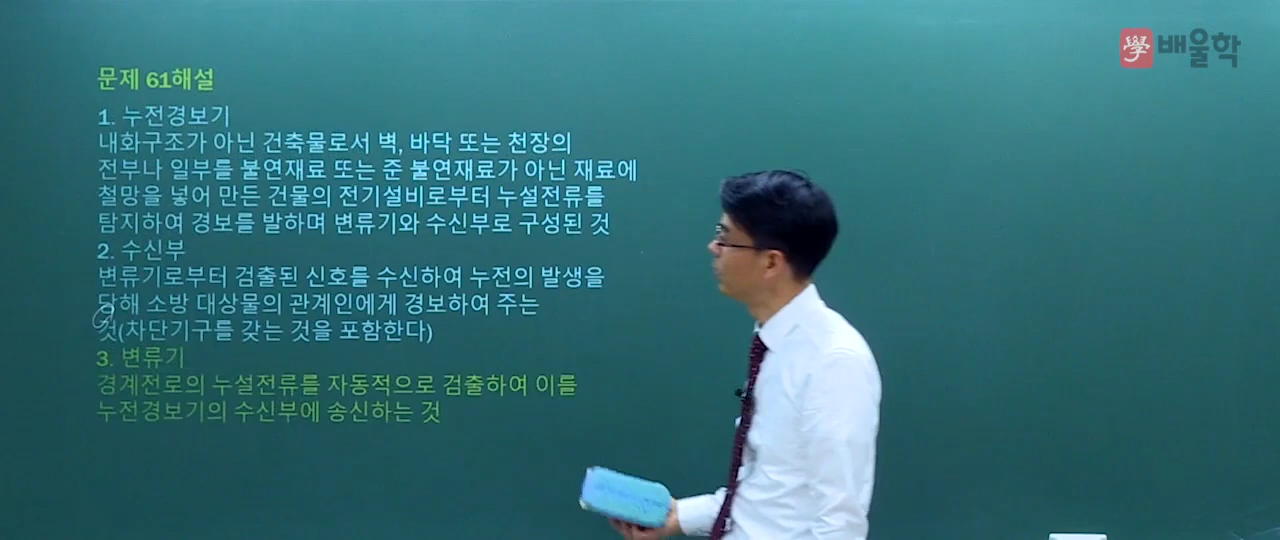 學 배울학
문제 61해설
1. 누전경보기
내화구조가 아닌 건축물로서 벽, 바닥 또는 천장의
전부나 일부를 불연재료 또는 준 불연재료가 아닌 재료에
철망을 넣어 만든 건물의 전기설비로부터 누설전류를
탐지하여 경보를 발하며 변류기와 수신부로 구성된 것
2. 수신부
변류기로부터 검출된 신호를 수신하여 누전의 발생을
당해 소방 대상물의 관계인에게 경보하여 주는
것(차단기구를 갖는 것을 포함한다)
3. 변류기
경계전로의 누설전류를 자동적으로 검출하여 이를
누전경보기의 수신부에 송신하는 것